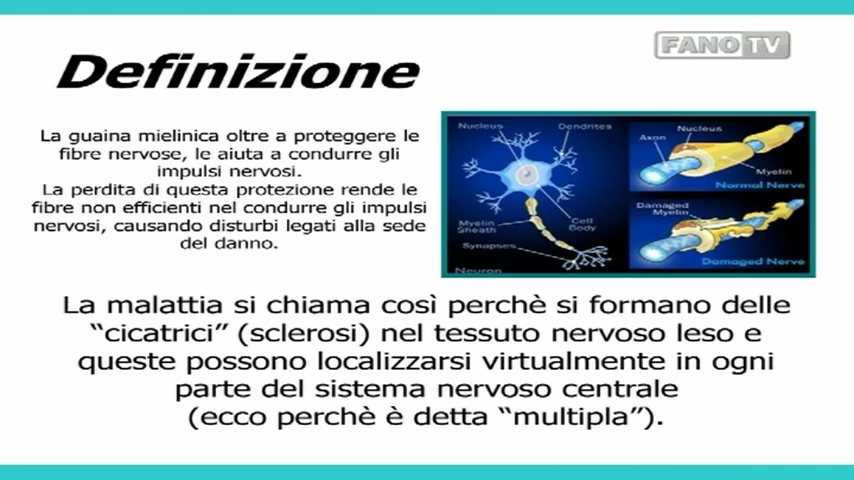 FANO TV
Definizione
La guaina mielinica oltre a proteggere le
fibre nervose, le aiuta a condurre gli
impulsi nervosi.
La perdita di questa protezione rende le
fibre non efficienti nel condurre gli impulsi
nervosi, causando disturbi legati alla sede
del danno.
Nucleus
Dendrites
Myelin
Sheath
Cell
Body
Synapses
Neuron
Nucleus
Axon
Myelin
Normal Nerve
Damaged
Myelin
Damaged Nerve
La malattia si chiama così perchè si formano delle
“cicatrici” (sclerosi) nel tessuto nervoso leso e
queste possono localizzarsi virtualmente in ogni
parte del sistema nervoso centrale
(ecco perchè è detta “multipla”).